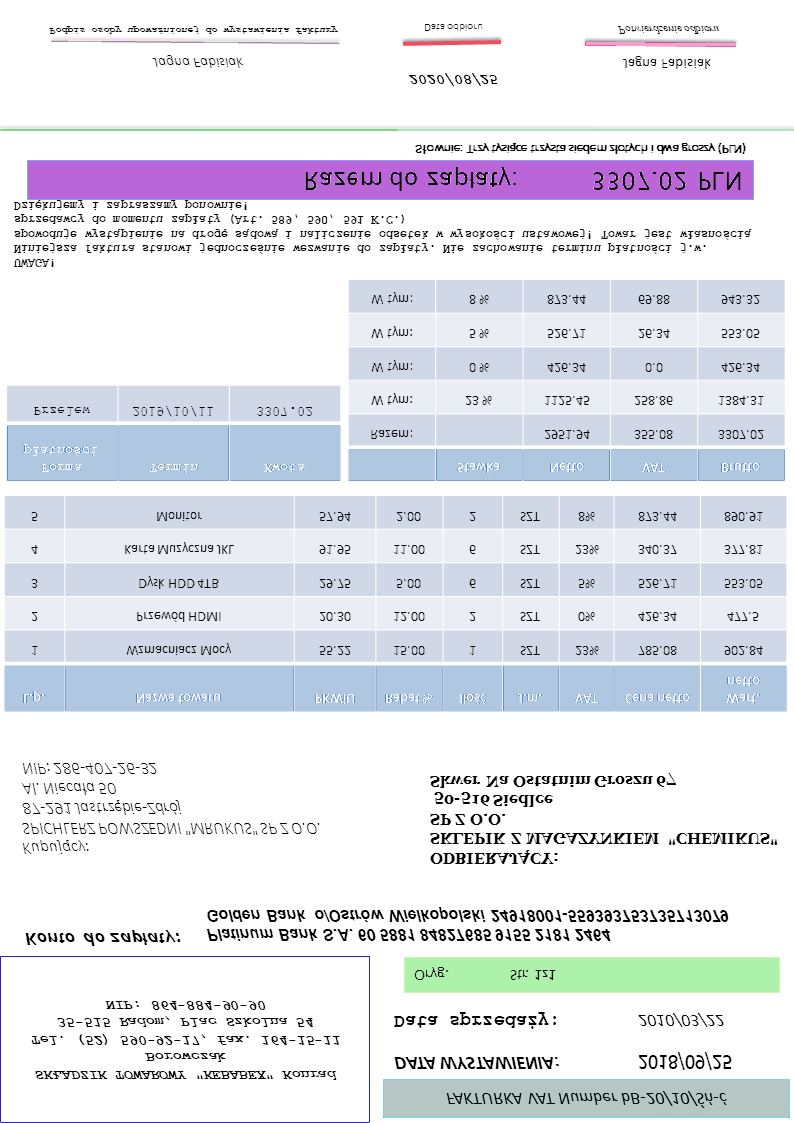 FAKTURKA VAT Number bB-20/10/Śń-ć
DATA WYSTAWIENIA: 2018/09/25
Data sprzedaży: 2010/03/22
Oryg. Str. 1z1
SKŁADZIK TOWAROWY "KEBABEX" Konrad
Borowczak
Tel. (52) 590-92-17, Fax. 164-15-11
35-515 Radom, Plac Szkolna 54
NIP: 864-884-90-90
Konto do zapłaty:
Platinum Bank S.A. 60 5881 84827685 9155 2181 2464
Golden Bank o/Ostrów Wielkopolski 24918001-559393753735713079
Kupujący:
SPICHLERZ POWSZEDNI "MRUKUS" SP Z O.O.
87-291 Jastrzębie-Zdrój
Al. Niecała 50
NIP: 286-407-26-32
ODBIERAJĄCY:
SKLEPIK Z MAGAZYNKIEM "CHEMIKUS"
SP Z O.O.
50-516 Siedlce
Skwer Na Ostatnim Groszu 67
L.p. Nazwa towaru PKWiU Rabat% Ilość J.m. VAT Cena netto Wart. netto
1 Wzmacniacz Mocy 55.22 15.00 1 SZT 23% 785.08 902.84
2 Przewód HDMI 20.30 12.00 2 SZT 0% 426.34 477.5
3 Dysk HDD 4TB 29.75 5.00 6 SZT 5% 526.71 553.05
4 Karta Muzyczna JKL 91.95 11.00 6 SZT 23% 340.37 377.81
5 Monitor 57.94 2.00 2 SZT 8% 873.44 890.91
Forma płatności Termin Kwota
Przelew 2019/10/11 3307.02
Stawka Netto VAT Brutto
Razem: 2951.94 355.08 3307.02
W tym: 23 % 1125.45 258.86 1384.31
W tym: 0 % 426.34 0.0 426.34
W tym: 5 % 526.71 26.34 553.05
W tym: 8 % 873.44 69.88 943.32
UWAGA!
Niniejsza faktura stanowi jednocześnie wezwanie do zapłaty. Nie zachowanie terminu płatności j.w.
spowoduje wystąpienie na drogę sądową i naliczenie odsetek w wysokości ustawowej! Towar jest własnością
sprzedawcy do momentu zapłaty (Art. 589, 590, 591 K.C.)
Dziękujemy i zapraszamy ponownie!
Razem do zapłaty: 3307.02 PLN
Słownie: Trzy tysiące trzysta siedem złotych i dwa groszy (PLN)
2020/08/25
Jagna Fabisiak
Jagna Fabisiak
Podpis osoby upoważnionej do wystawienia faktury
Data odbioru
Potwierdzenie odbioru